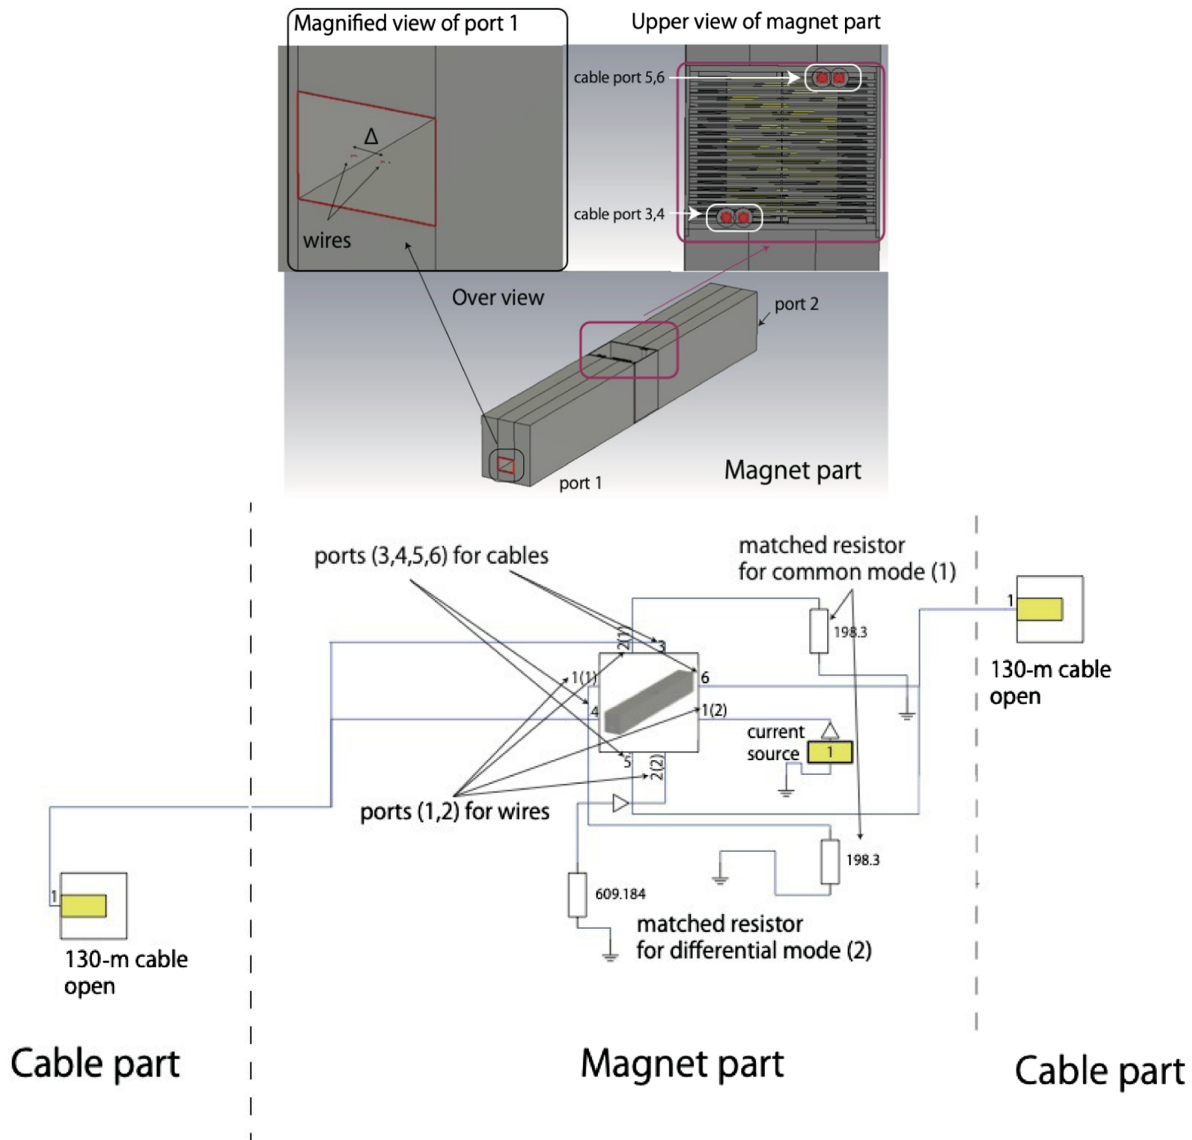 Magnified view of port 1
Upper view of magnet part
cable port 5,6
Δ
wires
cable port 3,4
Over view
port 2
port 1
Magnet part
ports (3,4,5,6) for cables
matched resistor
for common mode (1)
2(1)
3
198.3
1
1(1)
6
130-m cable
open
4
1(2)
current
source
1
5
2(2)
ports (1,2) for wires
198.3
609.184
1
matched resistor
for differential mode (2)
130-m cable
open
Cable part
Magnet part
Cable part